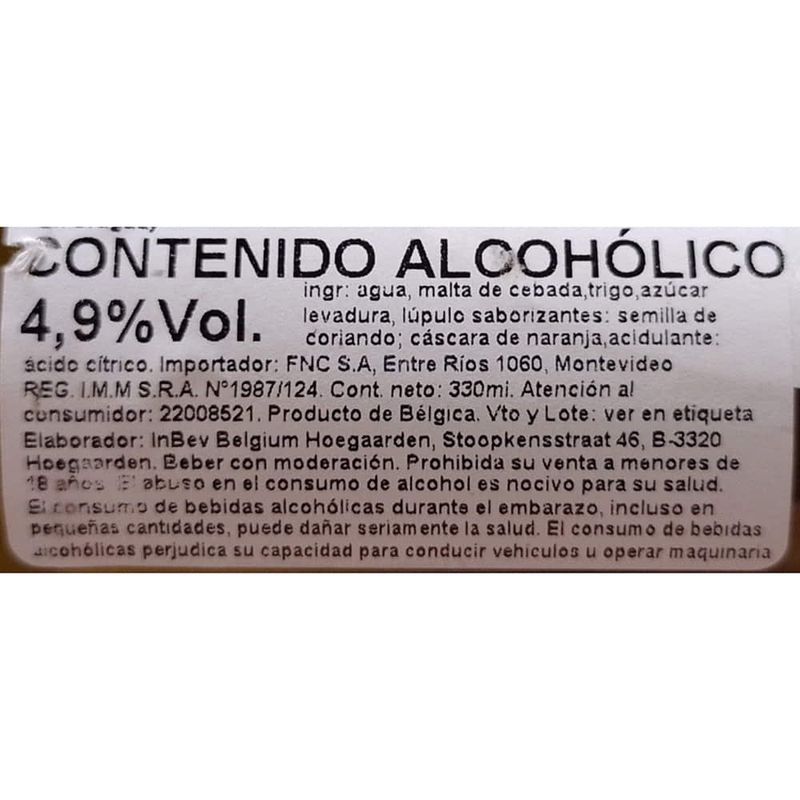 CONTENIDO ALCOHÓLICO
4,9%Vol.
ingr: agua, malta de cebada,trigo,azúcar
levadura, lúpulo saborizantes: semilla de
coriando; cáscara de naranja,acidulante:
ácido cítrico. Importador: FNC S.A, Entre Ríos 1060, Montevideo
REG. I.M.M S.R.A. N°1987/124. Cont. neto: 330ml. Atención al
consumidor: 22008521. Producto de Bélgica. Vto y Lote: ver en etiqueta
Elaborador: InBev Belgium Hoegaarden, Stoopkensstraat 46, B-3320
Hoegaarden. Beber con moderación. Prohibida su venta a menores de
18 años. El abuso en el consumo de alcohol es nocivo para su salud.
El consumo de bebidas alcohólicas durante el embarazo, incluso en
pequeñas cantidades, puede dañar seriamente la salud. El consumo de bebidas
alcohólicas perjudica su capacidad para conducir vehículos u operar maquinaria